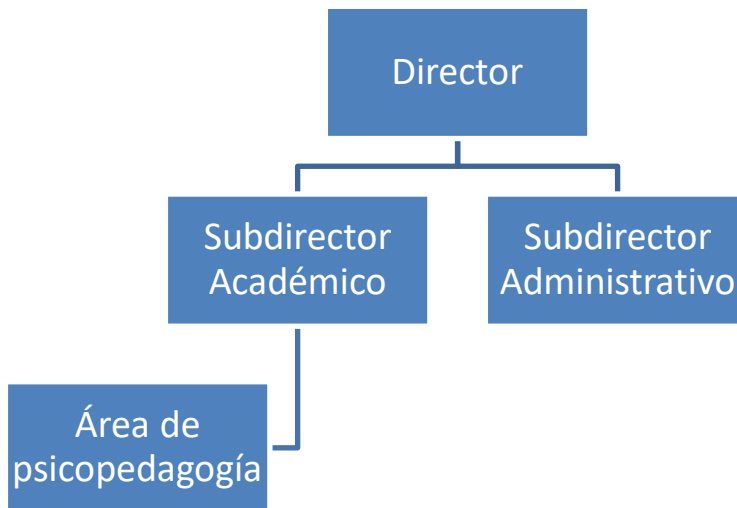 Director
Subdirector
Académico
Subdirector
Administrativo
Área de
psicopedagogía